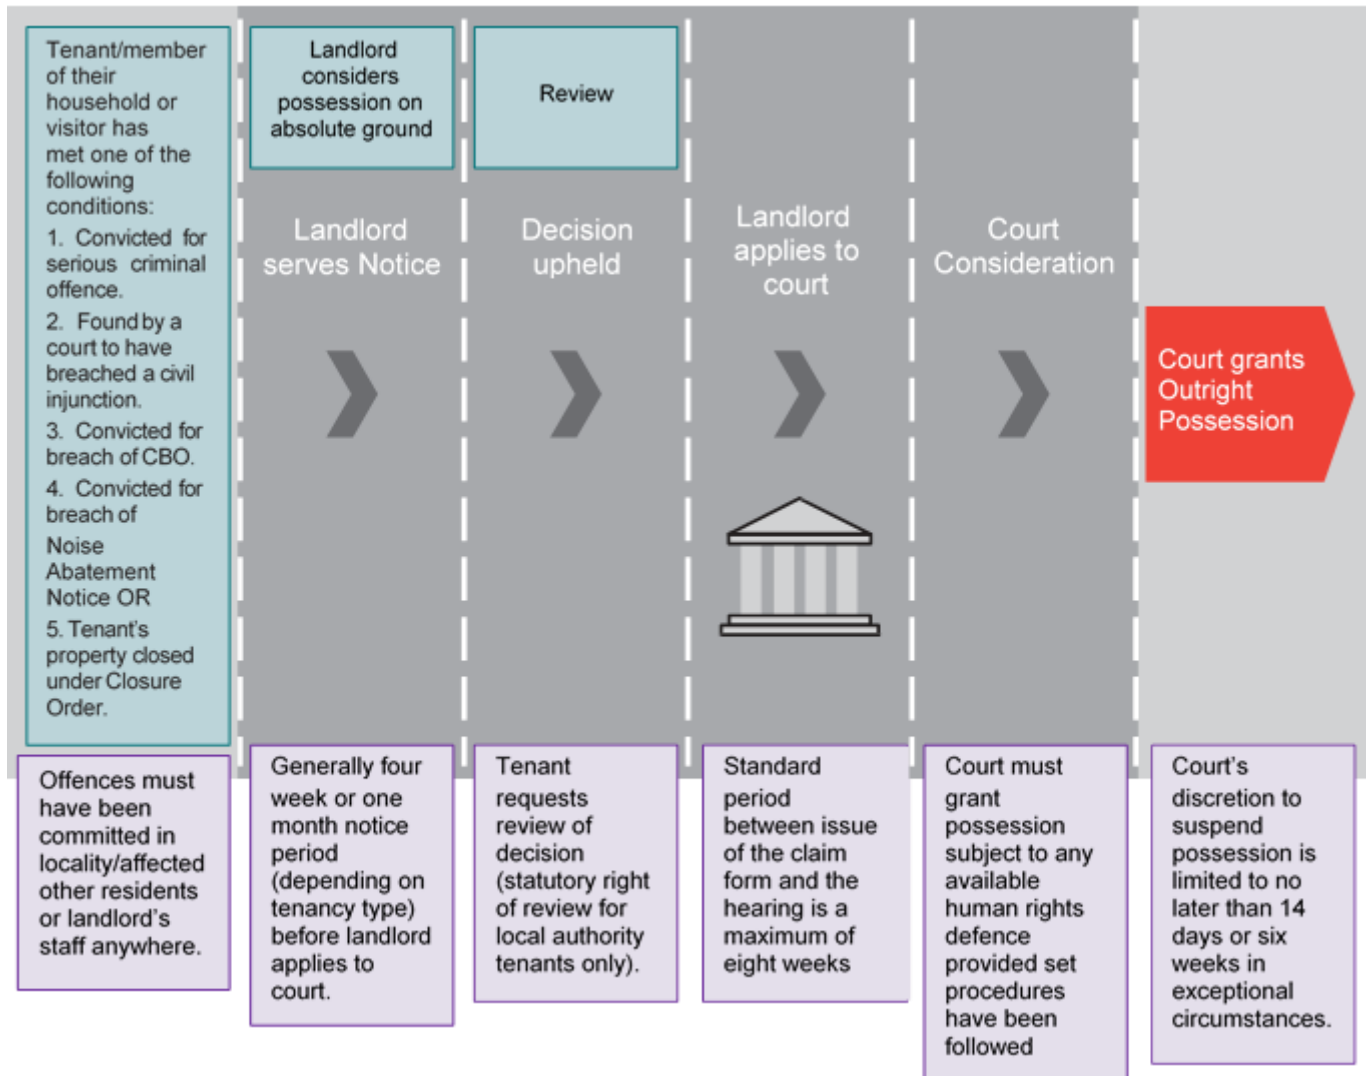 Tenant/member
of their
household or
visitor has
met one of the
following
conditions:
1. Convicted for
serious criminal
offence.
2. Found by a
court to have
breached a civil
injunction.
3. Convicted for
breach of CBO.
4. Convicted for
breach of
Noise
Abatement
Notice OR
5. Tenant's
property closed
under Closure
Order.
Offences must
have been
committed in
locality/affected
other residents
or landlord's
staff anywhere.
Landlord
considers
possession on
absolute ground
Landlord
serves Notice
Generally four
week or one
month notice
period
(depending on
tenancy type)
before landlord
applies to
court.
Review
Decision
upheld
Tenant
requests
review of
decision
(statutory right
of review for
local authority
tenants only).
Landlord
applies to
court
Standard
period
between issue
of the claim
form and the
hearing is a
maximum of
eight weeks
Court
Consideration
Court must
grant
possession
subject to any
available
human rights
defence
provided set
procedures
have been
followed
Court grants
Outright
Possession
Court's
discretion to
suspend
possession is
limited to no
later than 14
days or six
weeks in
exceptional
circumstances.